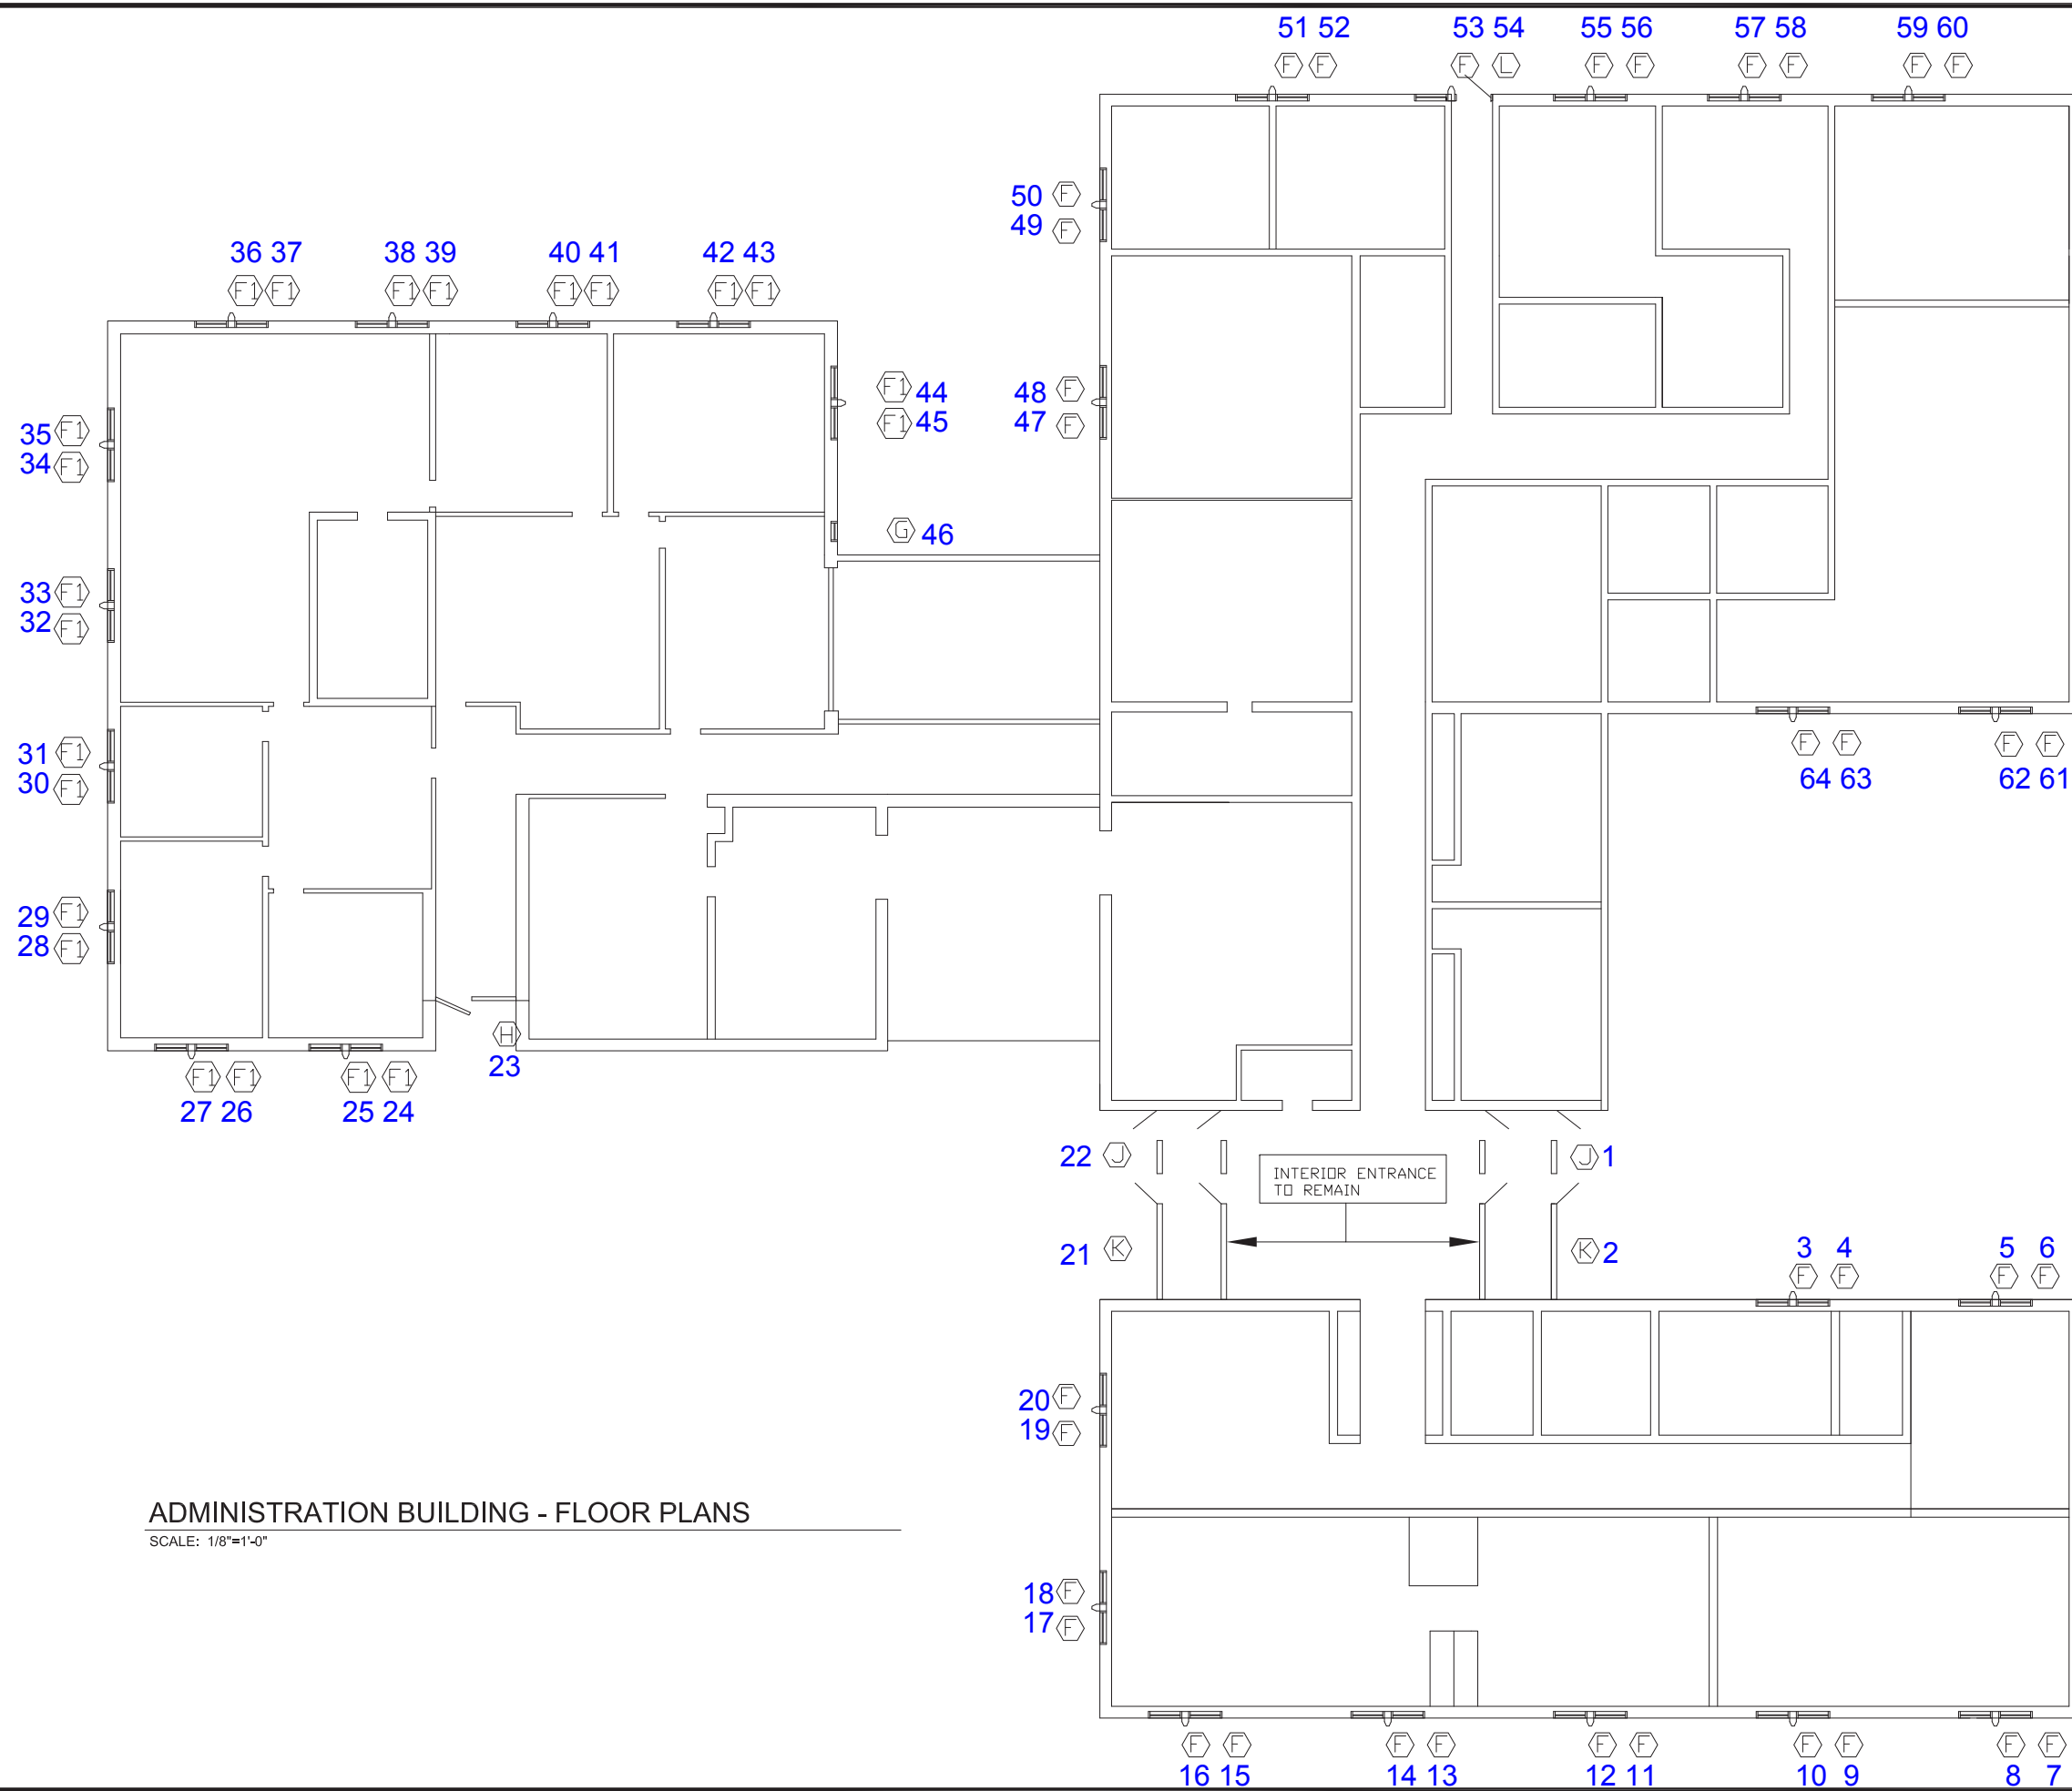 51 52 53 54 55 56 57 58 59 60
F F F L F F F F F F
50 F
49 F
36 37 38 39 40 41 42 43
F1 F1 F1 F1 F1 F1 F1 F1
F1 44
F1 45
48 F
47 F
35 F1
34 F1
G 46
33 F1
32 F1
31 F1
30 F1
F F F F
64 63 62 61
29 F1
28 F1
H
23
F1 F1 F1 F1
27 26 25 24
22 J
J 1
INTERIOR ENTRANCE
TO REMAIN
21 K
K 2
3 4 5 6
F F F F
20 F
19 F
ADMINISTRATION BUILDING - FLOOR PLANS
SCALE: 1/8"=1'-0"
18 F
17 F
F F F F F F F F F F
16 15 14 13 12 11 10 9 8 7